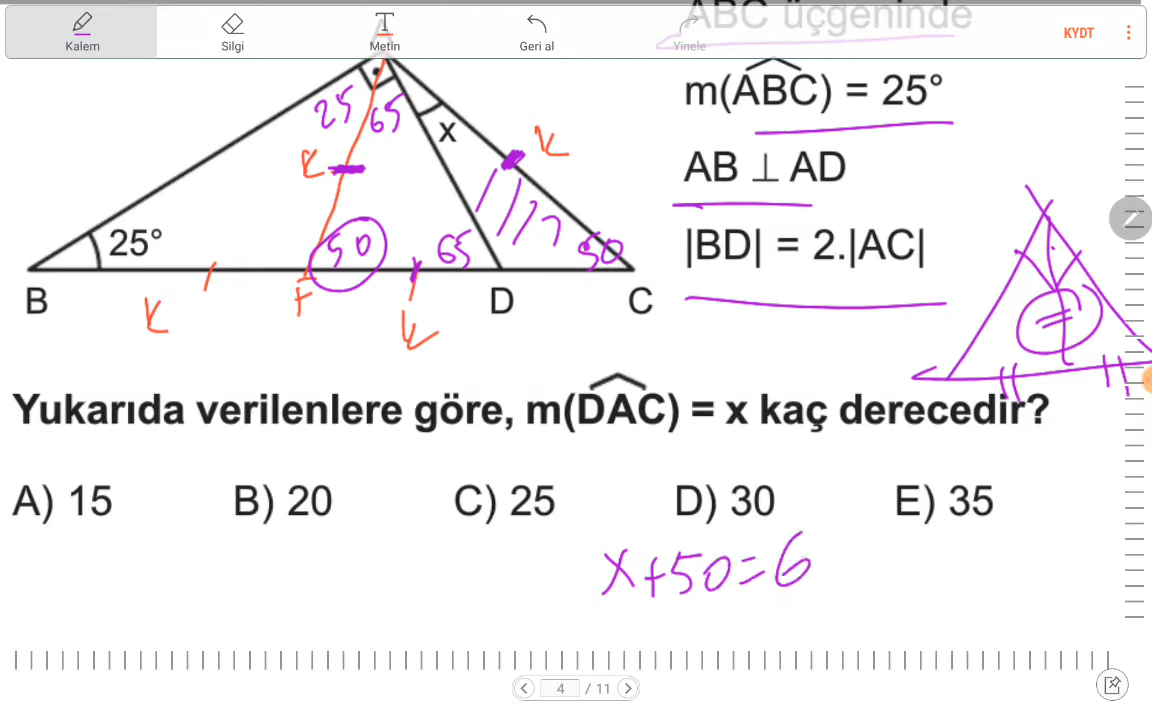 Kalem
Silgi
Metin
Geri al
Yinele
KYDT
ABC üçgeninde
m(ABC) = 25°
AB ⊥ AD
|BD| = 2.|AC|
25 65
x
k
k
25°
50
65
50
B
F
D
C
k
k
Yukarıda verilenlere göre, m(DAC) = x kaç derecedir?
A) 15 B) 20 C) 25 D) 30 E) 35
x+50=6
4 / 11